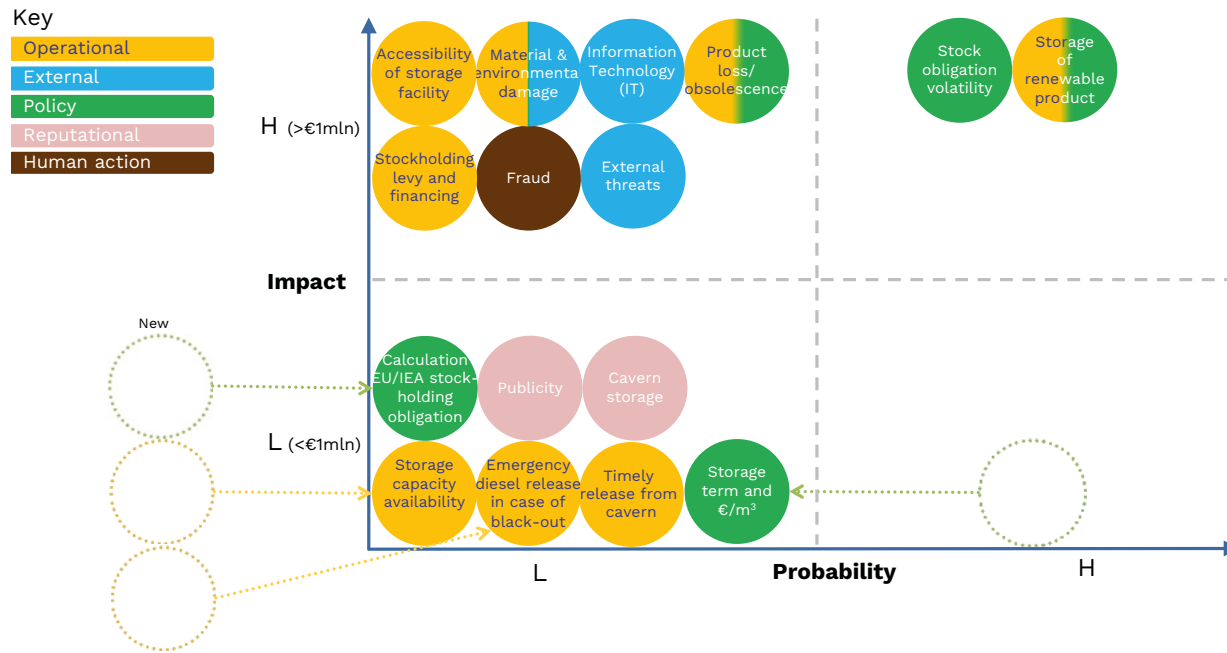 Key
Operational
External
Policy
Reputational
Human action
H (>€1mln)
Impact
L (<€1mln)
New
Accessibility
of storage
facility
Material &
environmenta
damage
Information
Technology
(IT)
Product
loss/
obsolescence
Stock
obligation
volatility
Storage
of
renewable
product
Stockholding
levy and
financing
Fraud
External
threats
Calculation
EU/IEA stock-
holding
obligation
Publicity
Cavern
storage
Storage
capacity
availability
Emergency
diesel release
in case of
black-out
Timely
release from
cavern
Storage
term and
€/m³
L
Probability
H